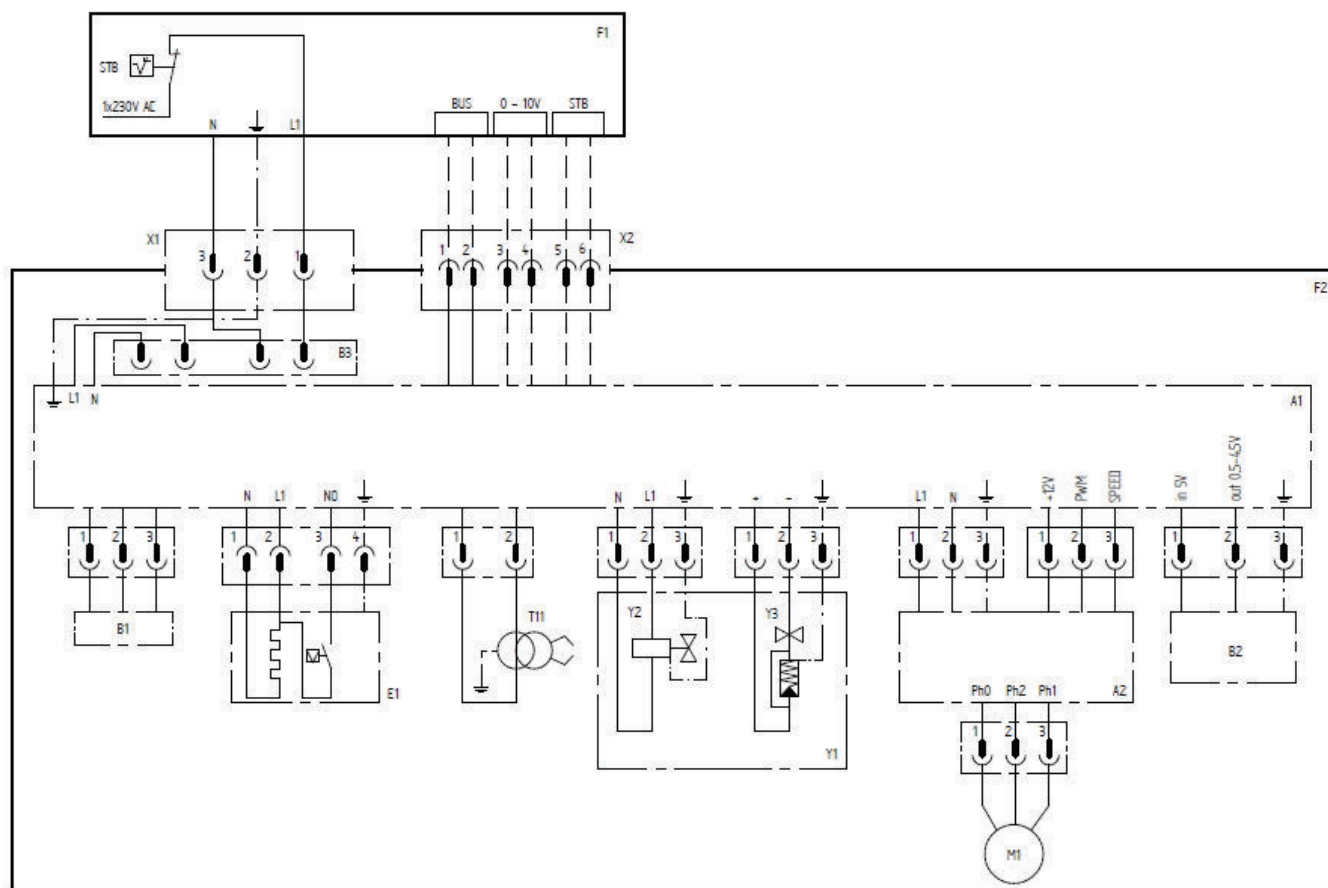 F1
STB
1x230V AC
BUS 0 - 10V STB
N L1
X1 X2
3 2 1 1 2 3 4 5 6
F2
B3
L1 N A1
N L1 NO N L1 + - L1 N +12V PWM SPEED in 5V out 0.5-4.5V
1 2 3 1 2 3 4 1 2 1 2 3 1 2 3 1 2 3 1 2 3 1 2 3
B1 T11 Y2 Y3 B2
E1 Ph0 Ph2 Ph1 A2
1 2 3 Y1
M1